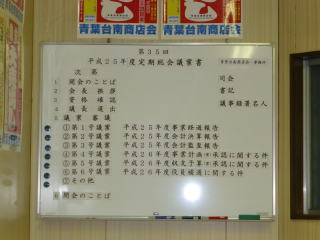 青葉台南商店会
青葉台南商店会
第35回
平成25年度定期総会議案書
次第
司会
書記
議事録署名人
1 開会のことば
2 会長挨拶
3 資格確認
4 議長選出
5 議案審議
①第1号議案 平成25年度事業経過報告
②第2号議案 平成25年度会計決算報告
③第3号議案 平成25年度会計監査報告
④第4号議案 平成26年度事業計画㊥承認に関する件
⑤第5号議案 平成26年度収支予算㊥承認に関する件
⑥第6号議案 平成26年度役員補選に関する件
⑦その他
6 閉会のことば